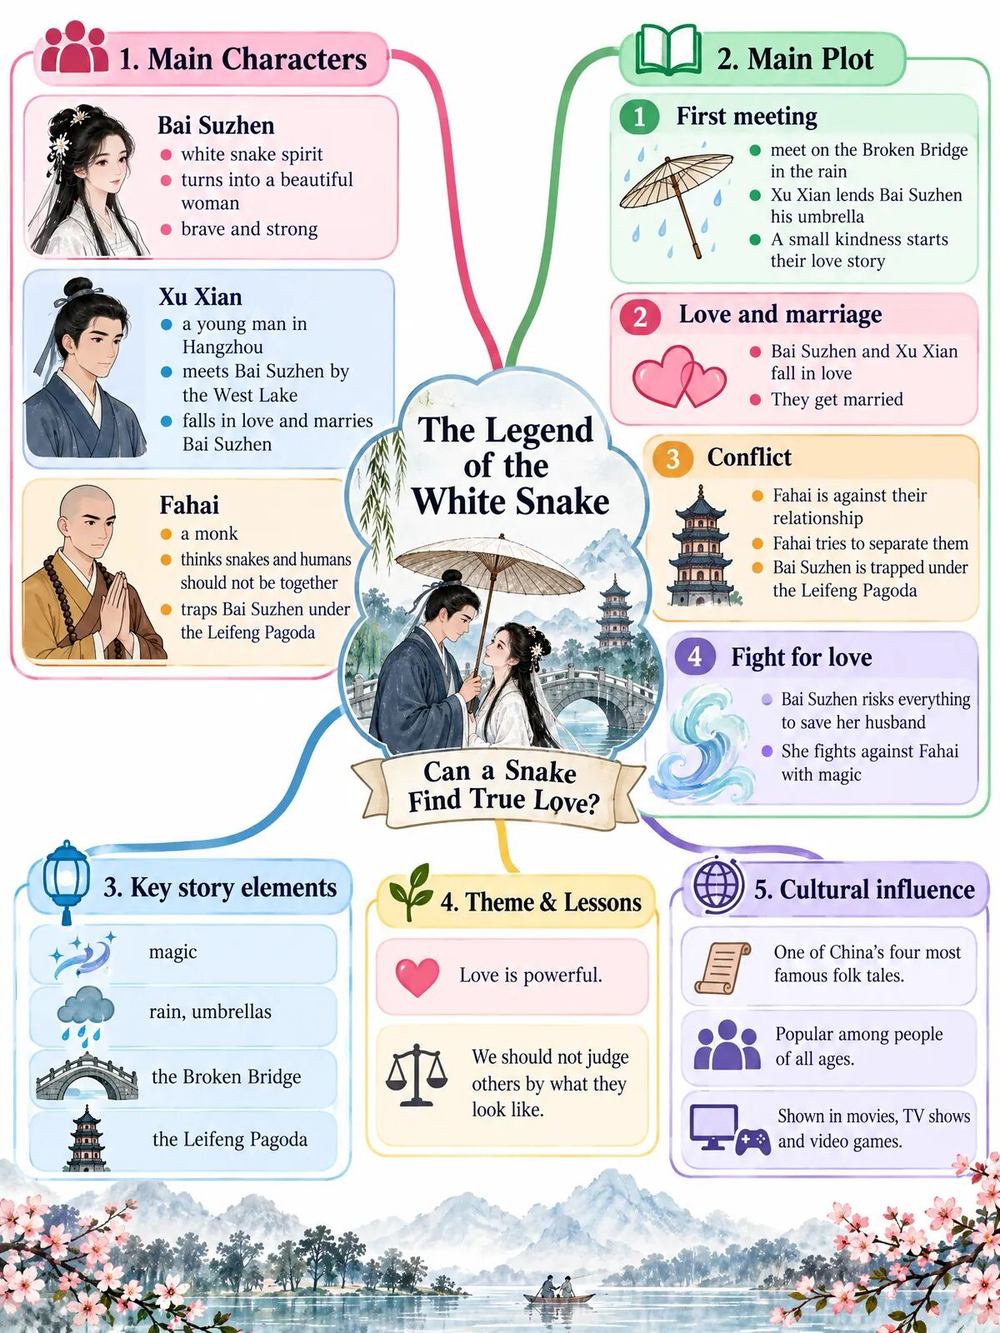 1. Main Characters
Bai Suzhen
white snake spirit
turns into a beautiful
woman
brave and strong
Xu Xian
a young man in
Hangzhou
meets Bai Suzhen by
the West Lake
falls in love and marries
Bai Suzhen
Fahai
a monk
thinks snakes and humans
should not be together
traps Bai Suzhen under
the Leifeng Pagoda
2. Main Plot
1 First meeting
meet on the Broken Bridge
in the rain
Xu Xian lends Bai Suzhen
his umbrella
A small kindness starts
their love story
2 Love and marriage
Bai Suzhen and Xu Xian
fall in love
They get married
3 Conflict
Fahai is against their
relationship
Fahai tries to separate them
Bai Suzhen is trapped under
the Leifeng Pagoda
4 Fight for love
Bai Suzhen risks everything
to save her husband
She fights against Fahai
with magic
The Legend
of the
White Snake
Can a Snake
Find True Love?
3. Key story elements
magic
rain, umbrellas
the Broken Bridge
the Leifeng Pagoda
4. Theme & Lessons
Love is powerful.
We should not judge
others by what they
look like.
5. Cultural influence
One of China's four most
famous folk tales.
Popular among people
of all ages.
Shown in movies, TV shows
and video games.